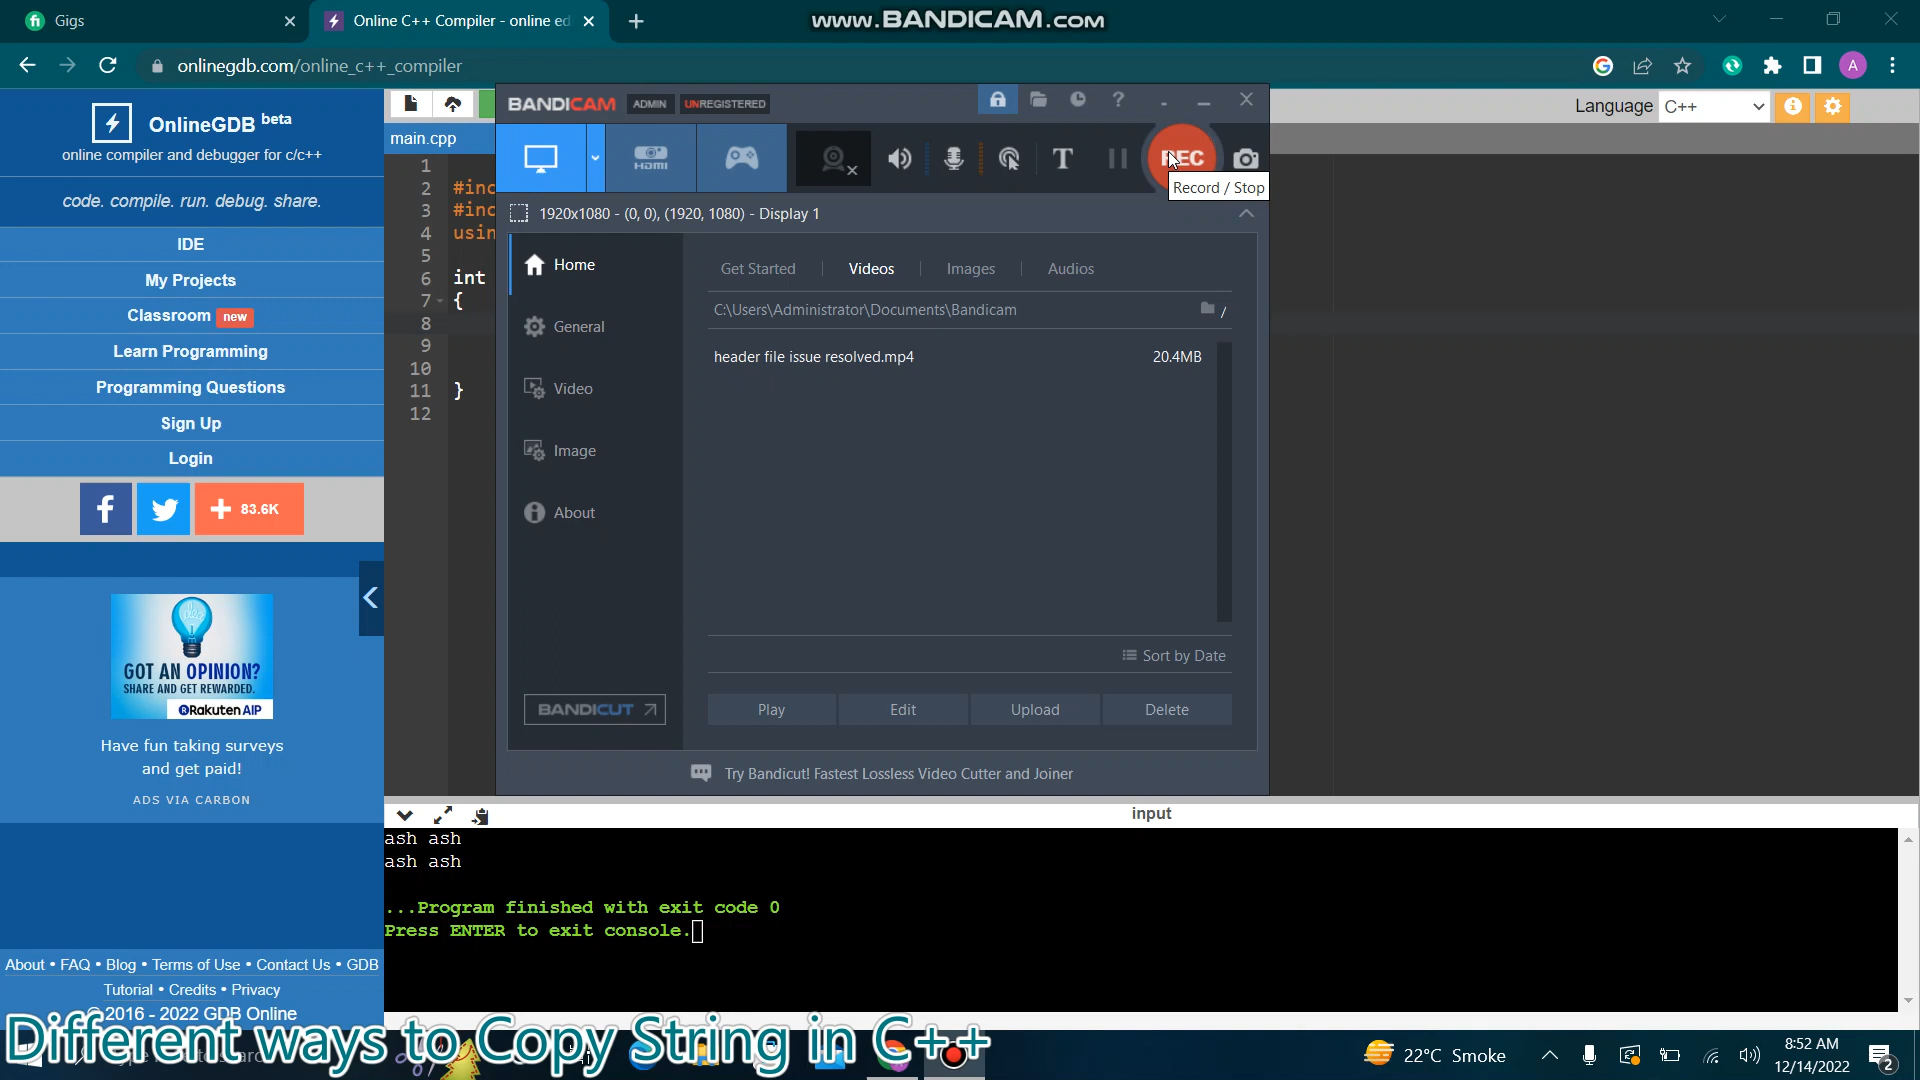 Gigs
Online C++ Compiler - online ed
www.BANDICAM.com
onlinegdb.com/online_c++_compiler
A
OnlineGDB beta
online compiler and debugger for c/c++
code. compile. run. debug. share.
IDE
My Projects
Classroom new
Learn Programming
Programming Questions
Sign Up
Login
83.6K
GOT AN OPINION?
SHARE AND GET REWARDED.
Rakuten AIP
Have fun taking surveys
and get paid!
ADS VIA CARBON
About • FAQ • Blog • Terms of Use • Contact Us • GDB
Tutorial • Credits • Privacy
© 2016 - 2022 GDB Online
Language C++
main.cpp
1
2 #inc
3 #inc
4 usin
5
6 int
7 {
8
9
10
11 }
12
BANDICAM ADMIN UNREGISTERED
HDMI
T
REC
Record / Stop
1920x1080 - (0, 0), (1920, 1080) - Display 1
Home
General
Video
Image
About
BANDICUT
Get Started
Videos
Images
Audios
C:\Users\Administrator\Documents\Bandicam
header file issue resolved.mp4 20.4MB
Sort by Date
Play
Edit
Upload
Delete
Try Bandicut! Fastest Lossless Video Cutter and Joiner
input
ash ash
ash ash
...Program finished with exit code 0
Press ENTER to exit console.
Different ways to Copy String in C++
22°C Smoke
8:52 AM
12/14/2022
2